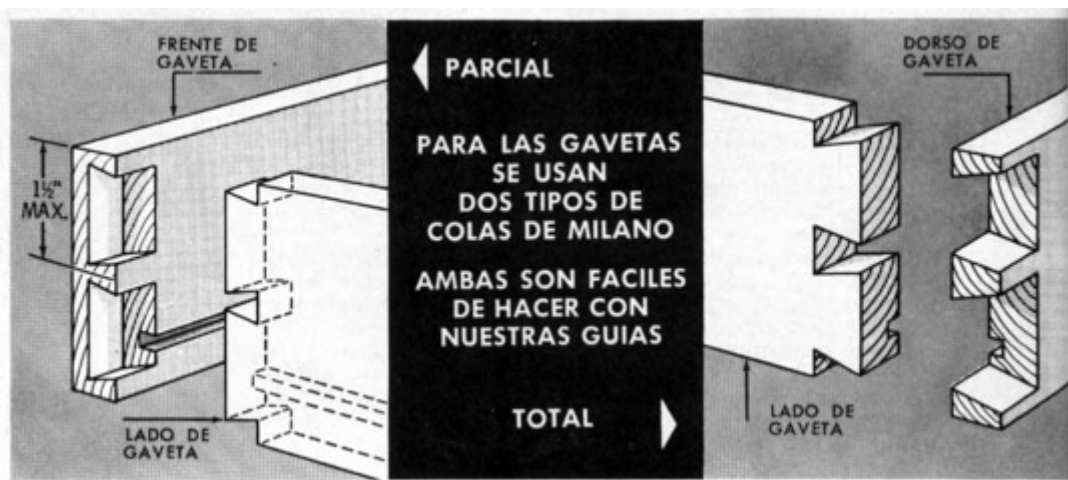 FRENTE DE
GAVETA
1½"
MAX.
LADO DE
GAVETA
PARCIAL
PARA LAS GAVETAS
SE USAN
DOS TIPOS DE
COLAS DE MILANO
AMBAS SON FACILES
DE HACER CON
NUESTRAS GUIAS
TOTAL
DORSO DE
GAVETA
LADO DE
GAVETA